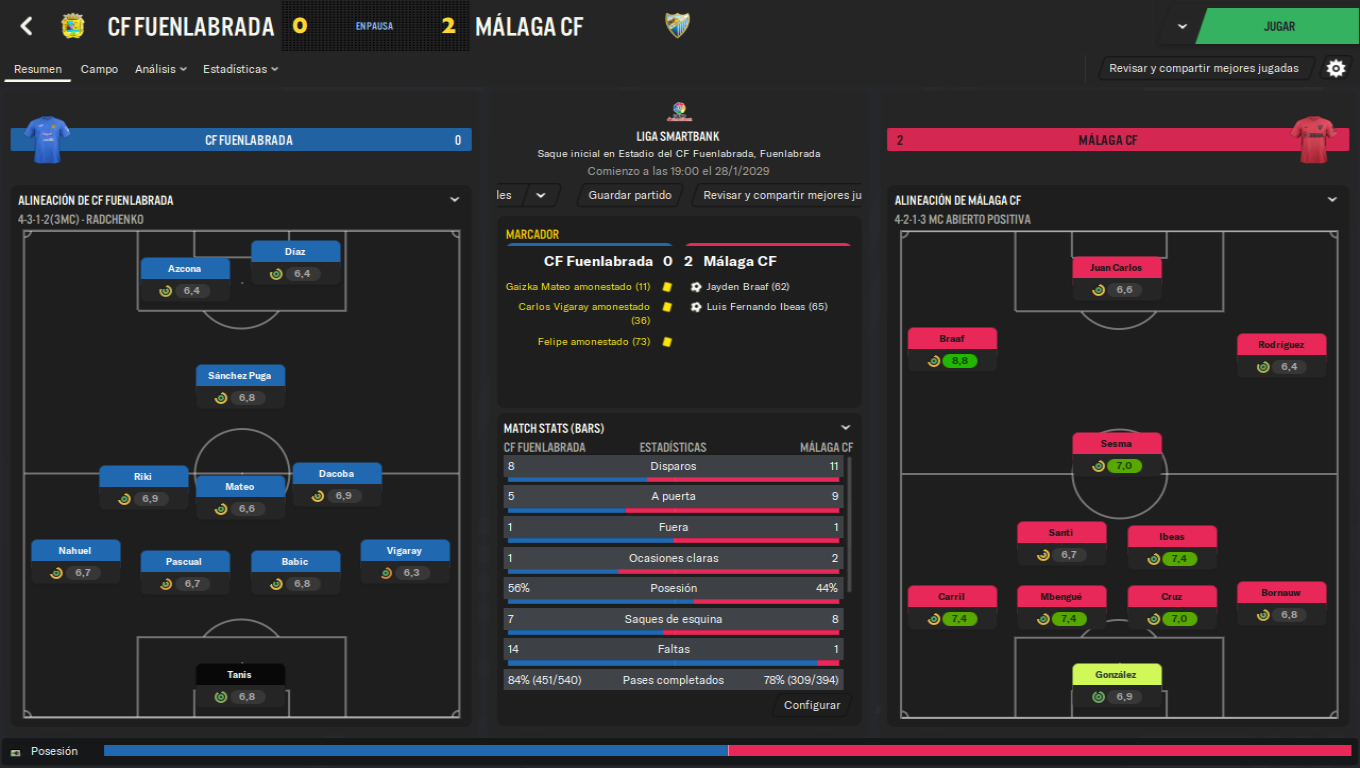 CF FUENLABRADA
0
EN PAUSA
2
MÁLAGA CF
JUGAR
Resumen
Campo
Análisis
Estadísticas
Revisar y compartir mejores jugadas
CF FUENLABRADA
0
ALINEACIÓN DE CF FUENLABRADA
4-3-1-2(3MC) - RADCHENKO
Díaz
6,4
Azcona
6,4
Sánchez Puga
6,8
Riki
6,9
Mateo
6,6
Dacoba
6,9
Nahuel
6,7
Pascual
6,7
Babic
6,8
Vigaray
6,3
Tanis
6,8
LIGA SMARTBANK
Saque inicial en Estadio del CF Fuenlabrada, Fuenlabrada
Comienzo a las 19:00 el 28/1/2029
les
Guardar partido
Revisar y compartir mejores ju
MARCADOR
CF Fuenlabrada 0 2 Málaga CF
Gaizka Mateo amonestado (11)
Jayden Braaf (62)
Carlos Vigaray amonestado
(36)
Luis Fernando Ibeas (65)
Felipe amonestado (73)
MATCH STATS (BARS)
CF FUENLABRADA ESTADÍSTICAS MÁLAGA CF
8 Disparos 11
5 A puerta 9
1 Fuera 1
1 Ocasiones claras 2
56% Posesión 44%
7 Saques de esquina 8
14 Faltas 1
84% (451/540) Pases completados 78% (309/394)
Configurar
2
MÁLAGA CF
ALINEACIÓN DE MÁLAGA CF
4-2-1-3 MC ABIERTO POSITIVA
Juan Carlos
6,6
Braaf
8,8
Rodríguez
6,4
Sesma
7,0
Santi
6,7
Ibeas
7,4
Carril
7,4
Mbengué
7,4
Cruz
7,0
Bornauw
6,8
González
6,9
Posesión